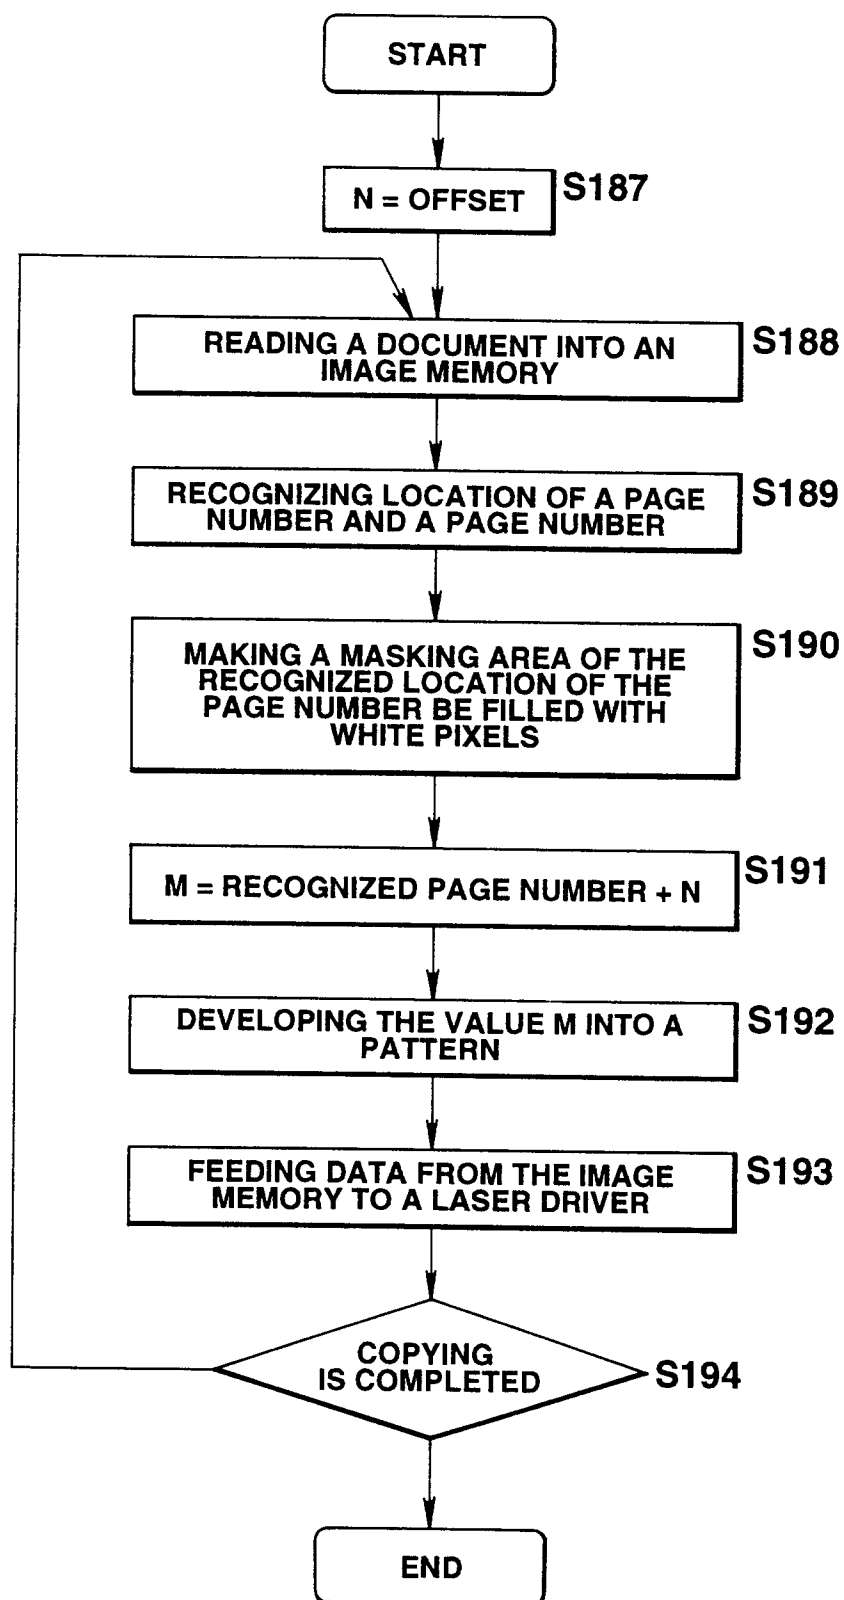 START
N = OFFSET
S187
READING A DOCUMENT INTO AN
IMAGE MEMORY
S188
RECOGNIZING LOCATION OF A PAGE
NUMBER AND A PAGE NUMBER
S189
MAKING A MASKING AREA OF THE
RECOGNIZED LOCATION OF THE
PAGE NUMBER BE FILLED WITH
WHITE PIXELS
S190
M = RECOGNIZED PAGE NUMBER + N
S191
DEVELOPING THE VALUE M INTO A
PATTERN
S192
FEEDING DATA FROM THE IMAGE
MEMORY TO A LASER DRIVER
S193
COPYING
IS COMPLETED
S194
END